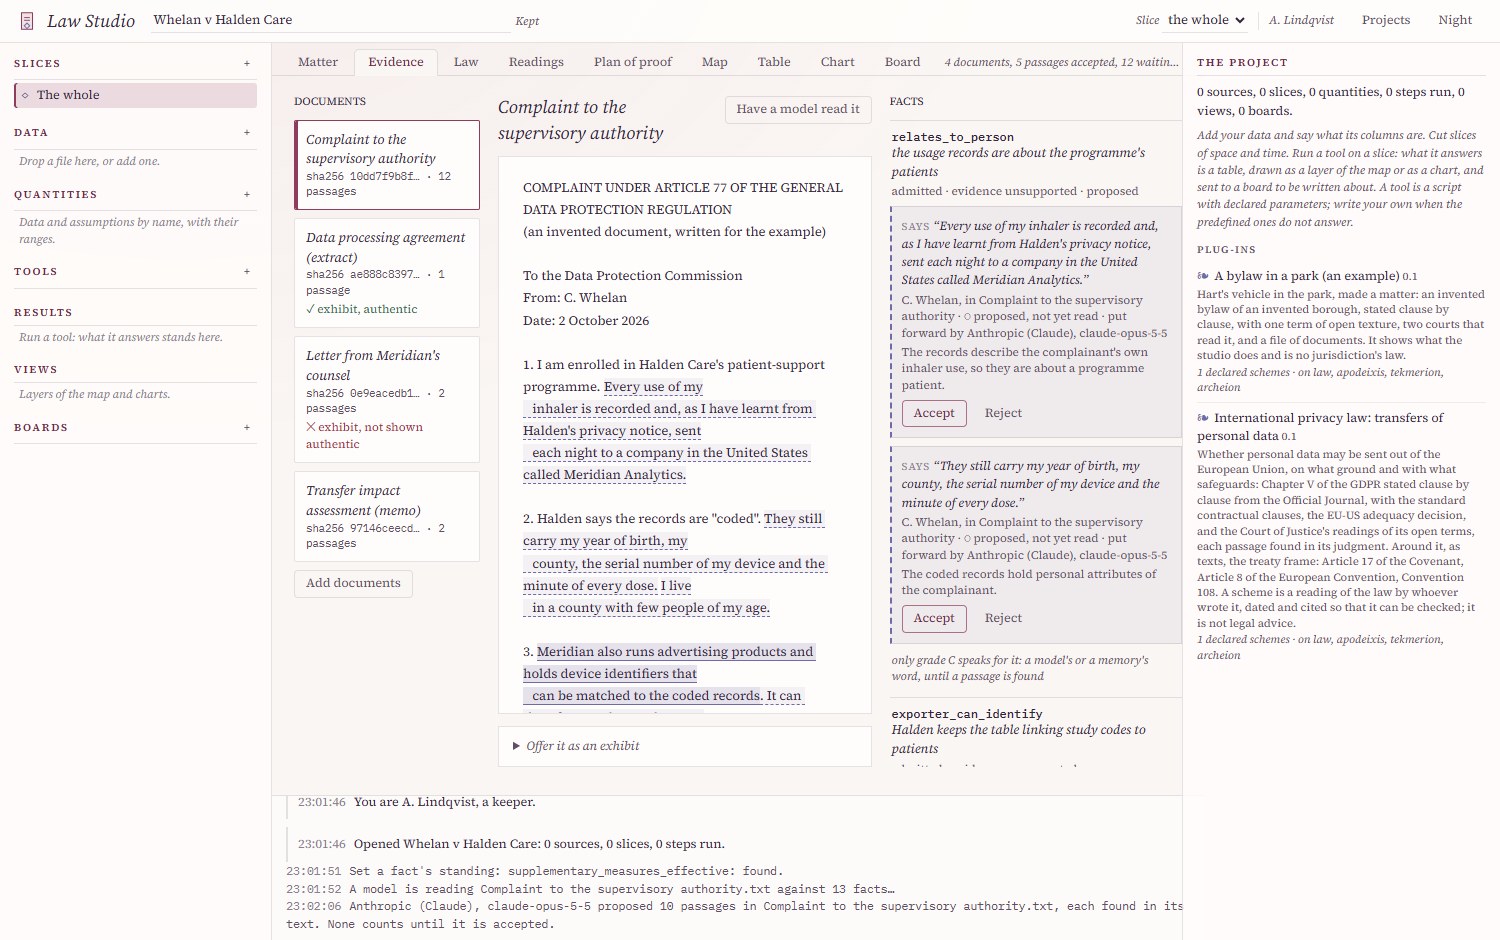 Law Studio
Whelan v Halden Care
Kept
Slice the whole
A. Lindqvist
Projects
Night
SLICES +
The whole
DATA +
Drop a file here, or add one.
QUANTITIES +
Data and assumptions by name, with their
ranges.
TOOLS +
RESULTS
Run a tool: what it answers stands here.
VIEWS
Layers of the map and charts.
BOARDS +
Matter
Evidence
Law
Readings
Plan of proof
Map
Table
Chart
Board
4 documents, 5 passages accepted, 12 waitin…
DOCUMENTS
Complaint to the
supervisory authority
sha256 10dd7f9b8f… · 12
passages
Data processing agreement
(extract)
sha256 ae888c8397… · 1
passage
✓ exhibit, authentic
Letter from Meridian's
counsel
sha256 0e9acedb1… · 2
passages
✕ exhibit, not shown
authentic
Transfer impact
assessment (memo)
sha256 97146ceecd… · 2
passages
Add documents
Complaint to the
supervisory authority
Have a model read it
COMPLAINT UNDER ARTICLE 77 OF THE GENERAL
DATA PROTECTION REGULATION
(an invented document, written for the example)
To the Data Protection Commission
From: C. Whelan
Date: 2 October 2026
1. I am enrolled in Halden Care's patient-support
programme. Every use of my
inhaler is recorded and, as I have learnt from
Halden's privacy notice, sent
each night to a company in the United States
called Meridian Analytics.
2. Halden says the records are "coded". They still
carry my year of birth, my
county, the serial number of my device and the
minute of every dose. I live
in a county with few people of my age.
3. Meridian also runs advertising products and
holds device identifiers that
can be matched to the coded records. It can
▶ Offer it as an exhibit
FACTS
relates_to_person
the usage records are about the programme's
patients
admitted · evidence unsupported · proposed
SAYS “Every use of my inhaler is recorded and,
as I have learnt from Halden's privacy notice,
sent each night to a company in the United
States called Meridian Analytics.”
C. Whelan, in Complaint to the supervisory
authority · ○ proposed, not yet read · put
forward by Anthropic (Claude), claude-opus-5-5
The records describe the complainant's own
inhaler use, so they are about a programme
patient.
Accept
Reject
SAYS “They still carry my year of birth, my
county, the serial number of my device and the
minute of every dose.”
C. Whelan, in Complaint to the supervisory
authority · ○ proposed, not yet read · put
forward by Anthropic (Claude), claude-opus-5-5
The coded records hold personal attributes of
the complainant.
Accept
Reject
only grade C speaks for it: a model's or a memory's
word, until a passage is found
exporter_can_identify
Halden keeps the table linking study codes to
patients
23:01:46 You are A. Lindqvist, a keeper.
23:01:46 Opened Whelan v Halden Care: 0 sources, 0 slices, 0 steps run.
23:01:51 Set a fact's standing: supplementary_measures_effective: found.
23:01:52 A model is reading Complaint to the supervisory authority.txt against 13 facts…
23:02:06 Anthropic (Claude), claude-opus-5-5 proposed 10 passages in Complaint to the supervisory authority.txt, each found in its
text. None counts until it is accepted.
THE PROJECT
0 sources, 0 slices, 0 quantities, 0 steps run, 0
views, 0 boards.
Add your data and say what its columns are. Cut slices
of space and time. Run a tool on a slice: what it answers
is a table, drawn as a layer of the map or as a chart, and
sent to a board to be written about. A tool is a script
with declared parameters; write your own when the
predefined ones do not answer.
PLUG-INS
❧ A bylaw in a park (an example) 0.1
Hart's vehicle in the park, made a matter: an invented
bylaw of an invented borough, stated clause by
clause, with one term of open texture, two courts that
read it, and a file of documents. It shows what the
studio does and is no jurisdiction's law.
1 declared schemes · on law, apodeixis, tekmerion,
archeion
❧ International privacy law: transfers of
personal data 0.1
Whether personal data may be sent out of the
European Union, on what ground and with what
safeguards: Chapter V of the GDPR stated clause by
clause from the Official Journal, with the standard
contractual clauses, the EU-US adequacy decision,
and the Court of Justice's readings of its open terms,
each passage found in its judgment. Around it, as
texts, the treaty frame: Article 17 of the Covenant,
Article 8 of the European Convention, Convention
108. A scheme is a reading of the law by whoever
wrote it, dated and cited so that it can be checked; it
is not legal advice.
1 declared schemes · on law, apodeixis, tekmerion,
archeion